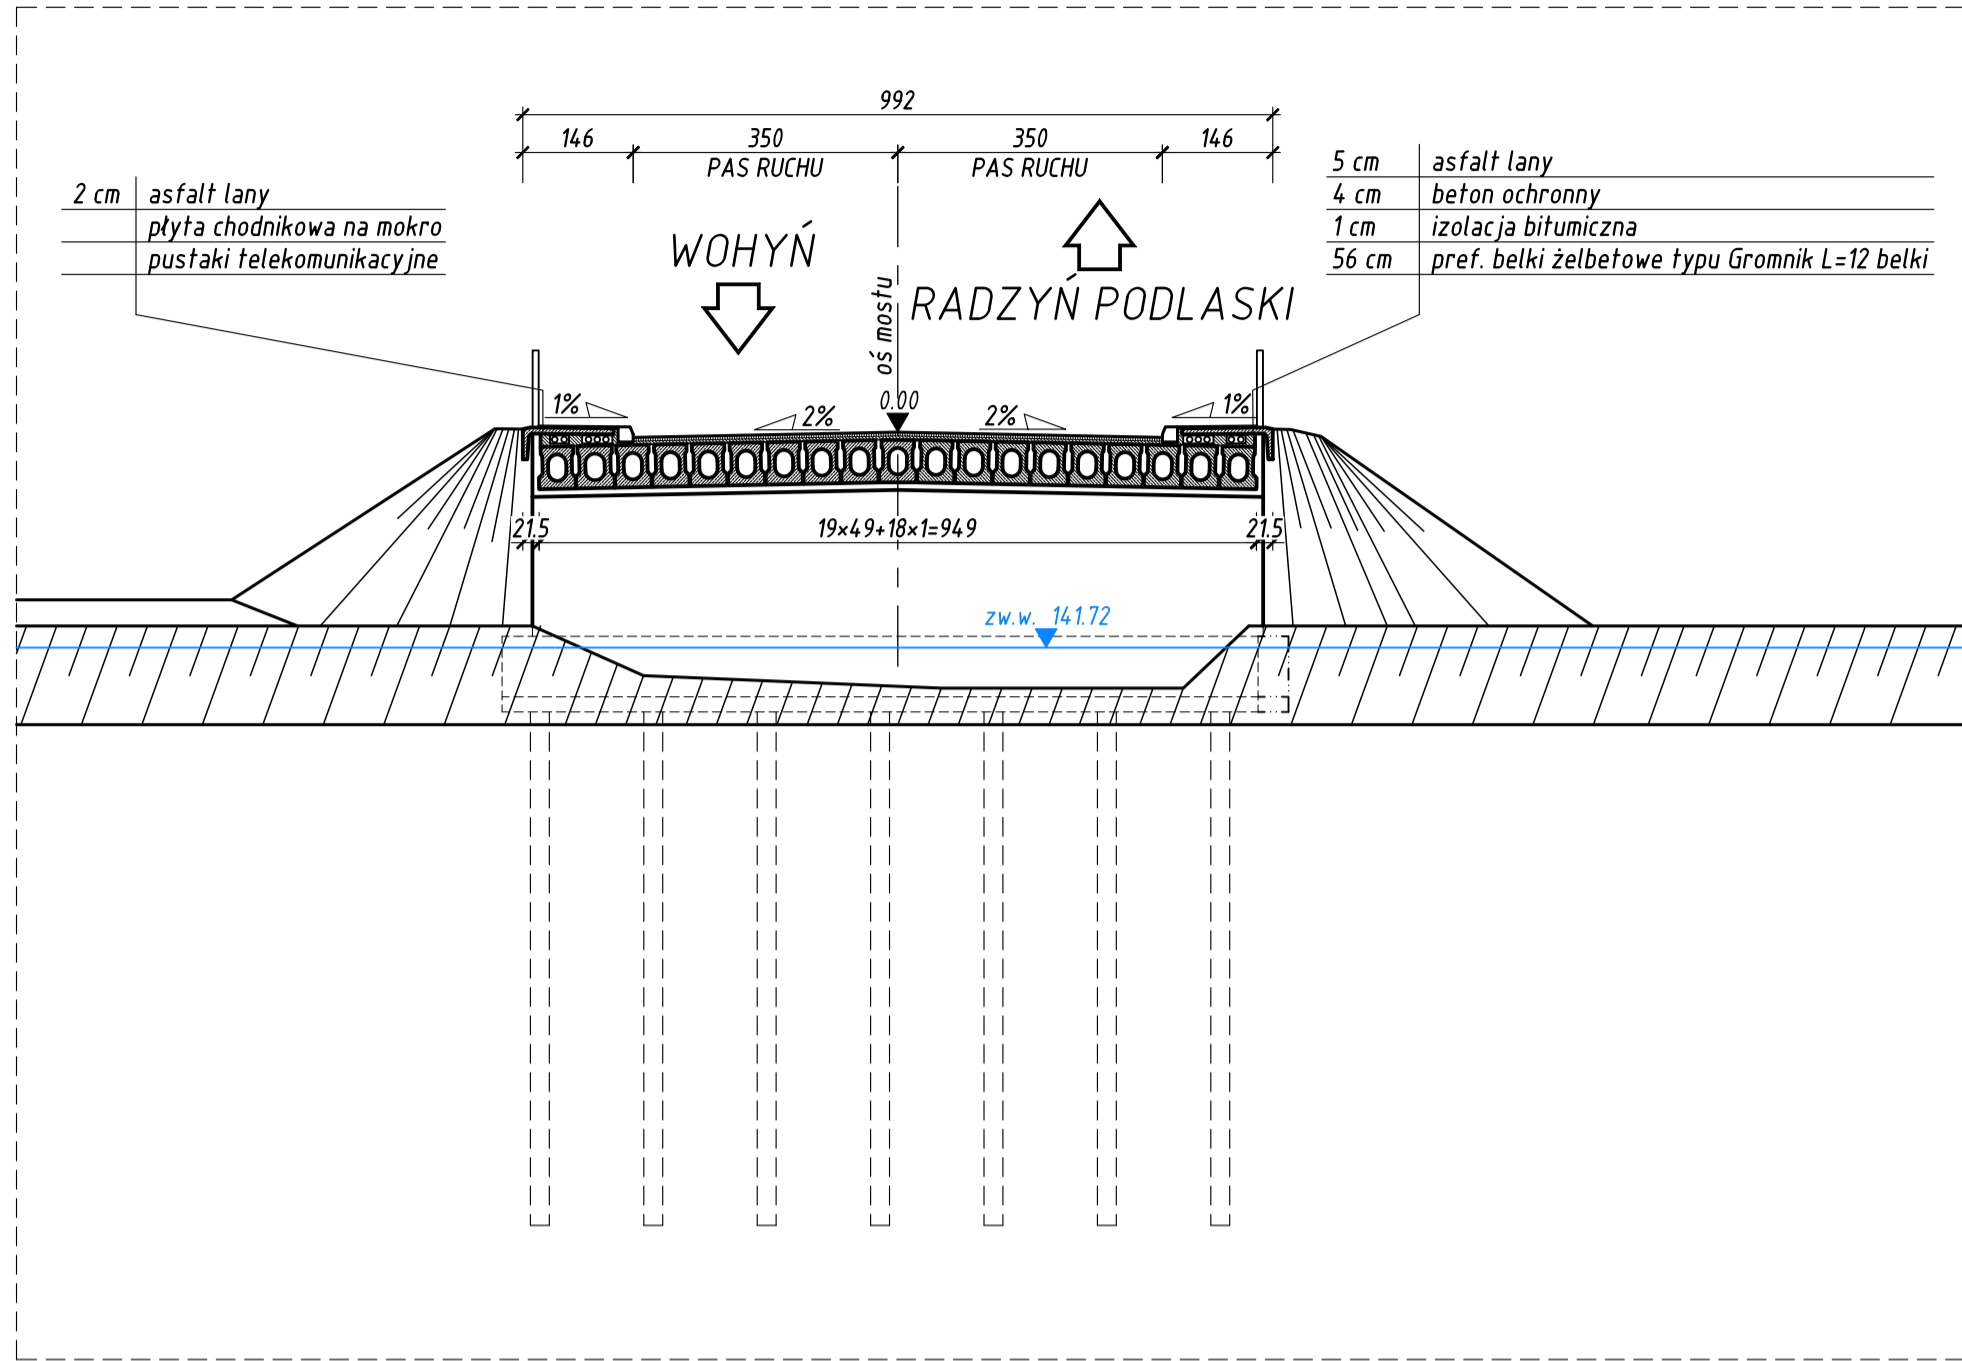 992
146 350 350 146
PAS RUCHU PAS RUCHU
2 cm asfalt lany
płyta chodnikowa na mokro
pustaki telekomunikacyjne
5 cm asfalt lany
4 cm beton ochronny
1 cm izolacja bitumiczna
56 cm pref. belki żelbetowe typu Gromnik L=12 belki
WOHYŃ
RADZYŃ PODLASKI
oś mostu
0.00
1% 2% 2% 1%
21.5 19×49+18×1=949 21.5
zw.w. 141.72